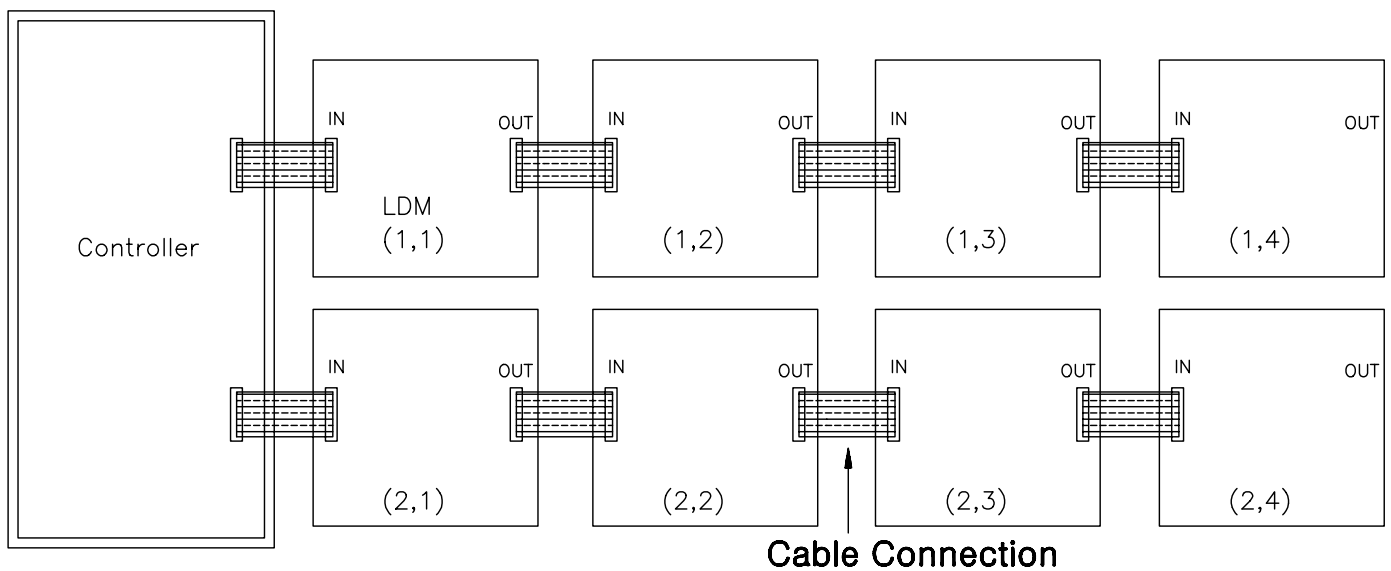 IN OUT IN OUT IN OUT IN OUT
LDM
(1,1) (1,2) (1,3) (1,4)
Controller
IN OUT IN OUT IN OUT IN OUT
(2,1) (2,2) (2,3) (2,4)
Cable Connection